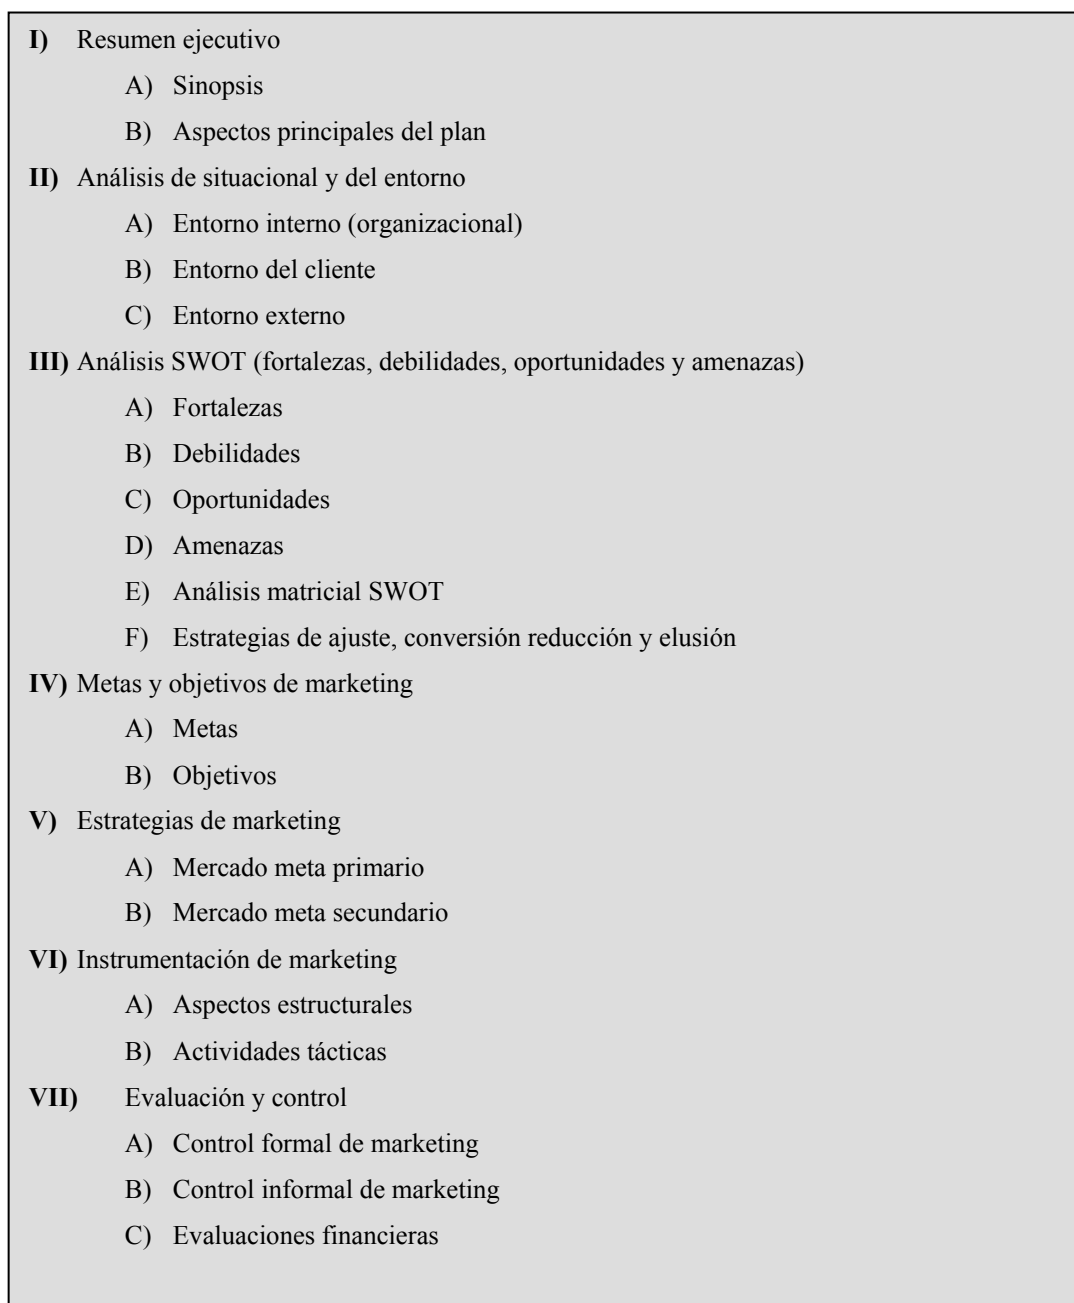 I) Resumen ejecutivo
A) Sinopsis
B) Aspectos principales del plan
II) Análisis de situacional y del entorno
A) Entorno interno (organizacional)
B) Entorno del cliente
C) Entorno externo
III) Análisis SWOT (fortalezas, debilidades, oportunidades y amenazas)
A) Fortalezas
B) Debilidades
C) Oportunidades
D) Amenazas
E) Análisis matricial SWOT
F) Estrategias de ajuste, conversión reducción y elusión
IV) Metas y objetivos de marketing
A) Metas
B) Objetivos
V) Estrategias de marketing
A) Mercado meta primario
B) Mercado meta secundario
VI) Instrumentación de marketing
A) Aspectos estructurales
B) Actividades tácticas
VII) Evaluación y control
A) Control formal de marketing
B) Control informal de marketing
C) Evaluaciones financieras